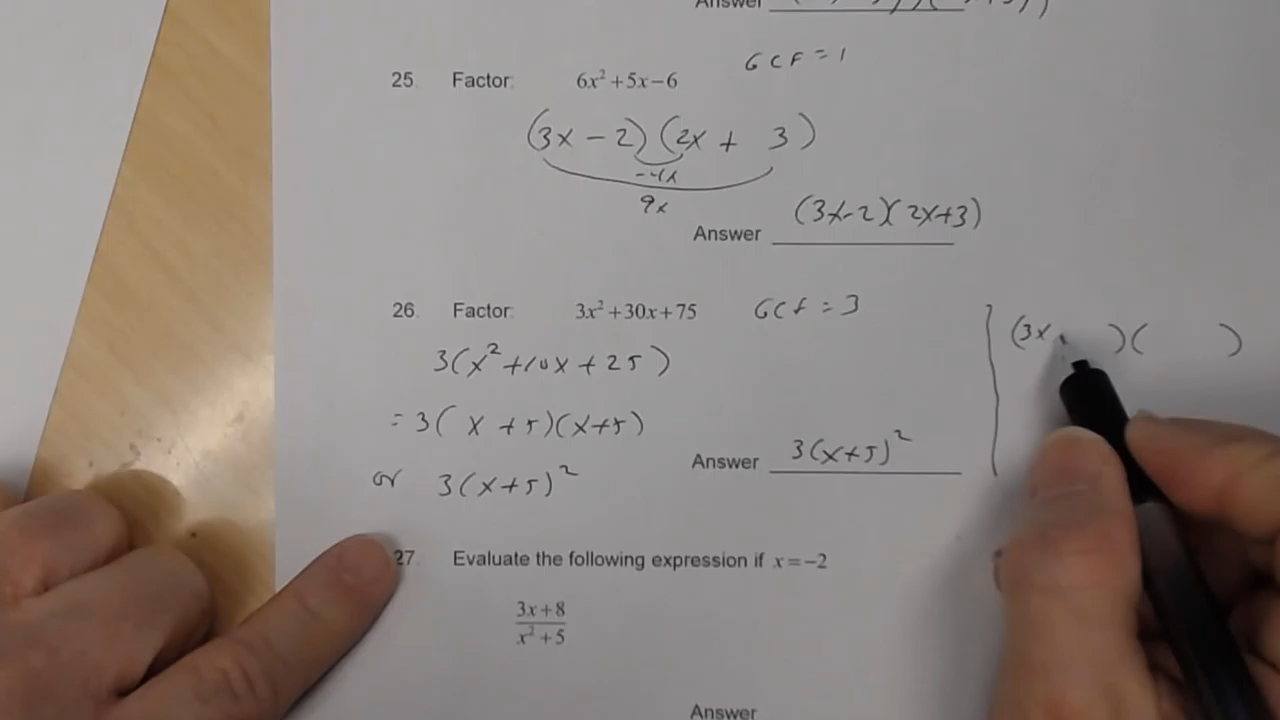 Answer
25 Factor: 6x² + 5x − 6 GCF = 1
(3x − 2)(2x + 3)
−4x
9x
Answer (3x-2)(2x+3)
26 Factor: 3x² + 30x + 75 GCF = 3
3(x² + 10x + 25)
(3x )( )
= 3(x + 5)(x+5)
Answer 3(x+5)²
or 3(x+5)²
27 Evaluate the following expression if x = −2
3x + 8
x² + 5
Answer